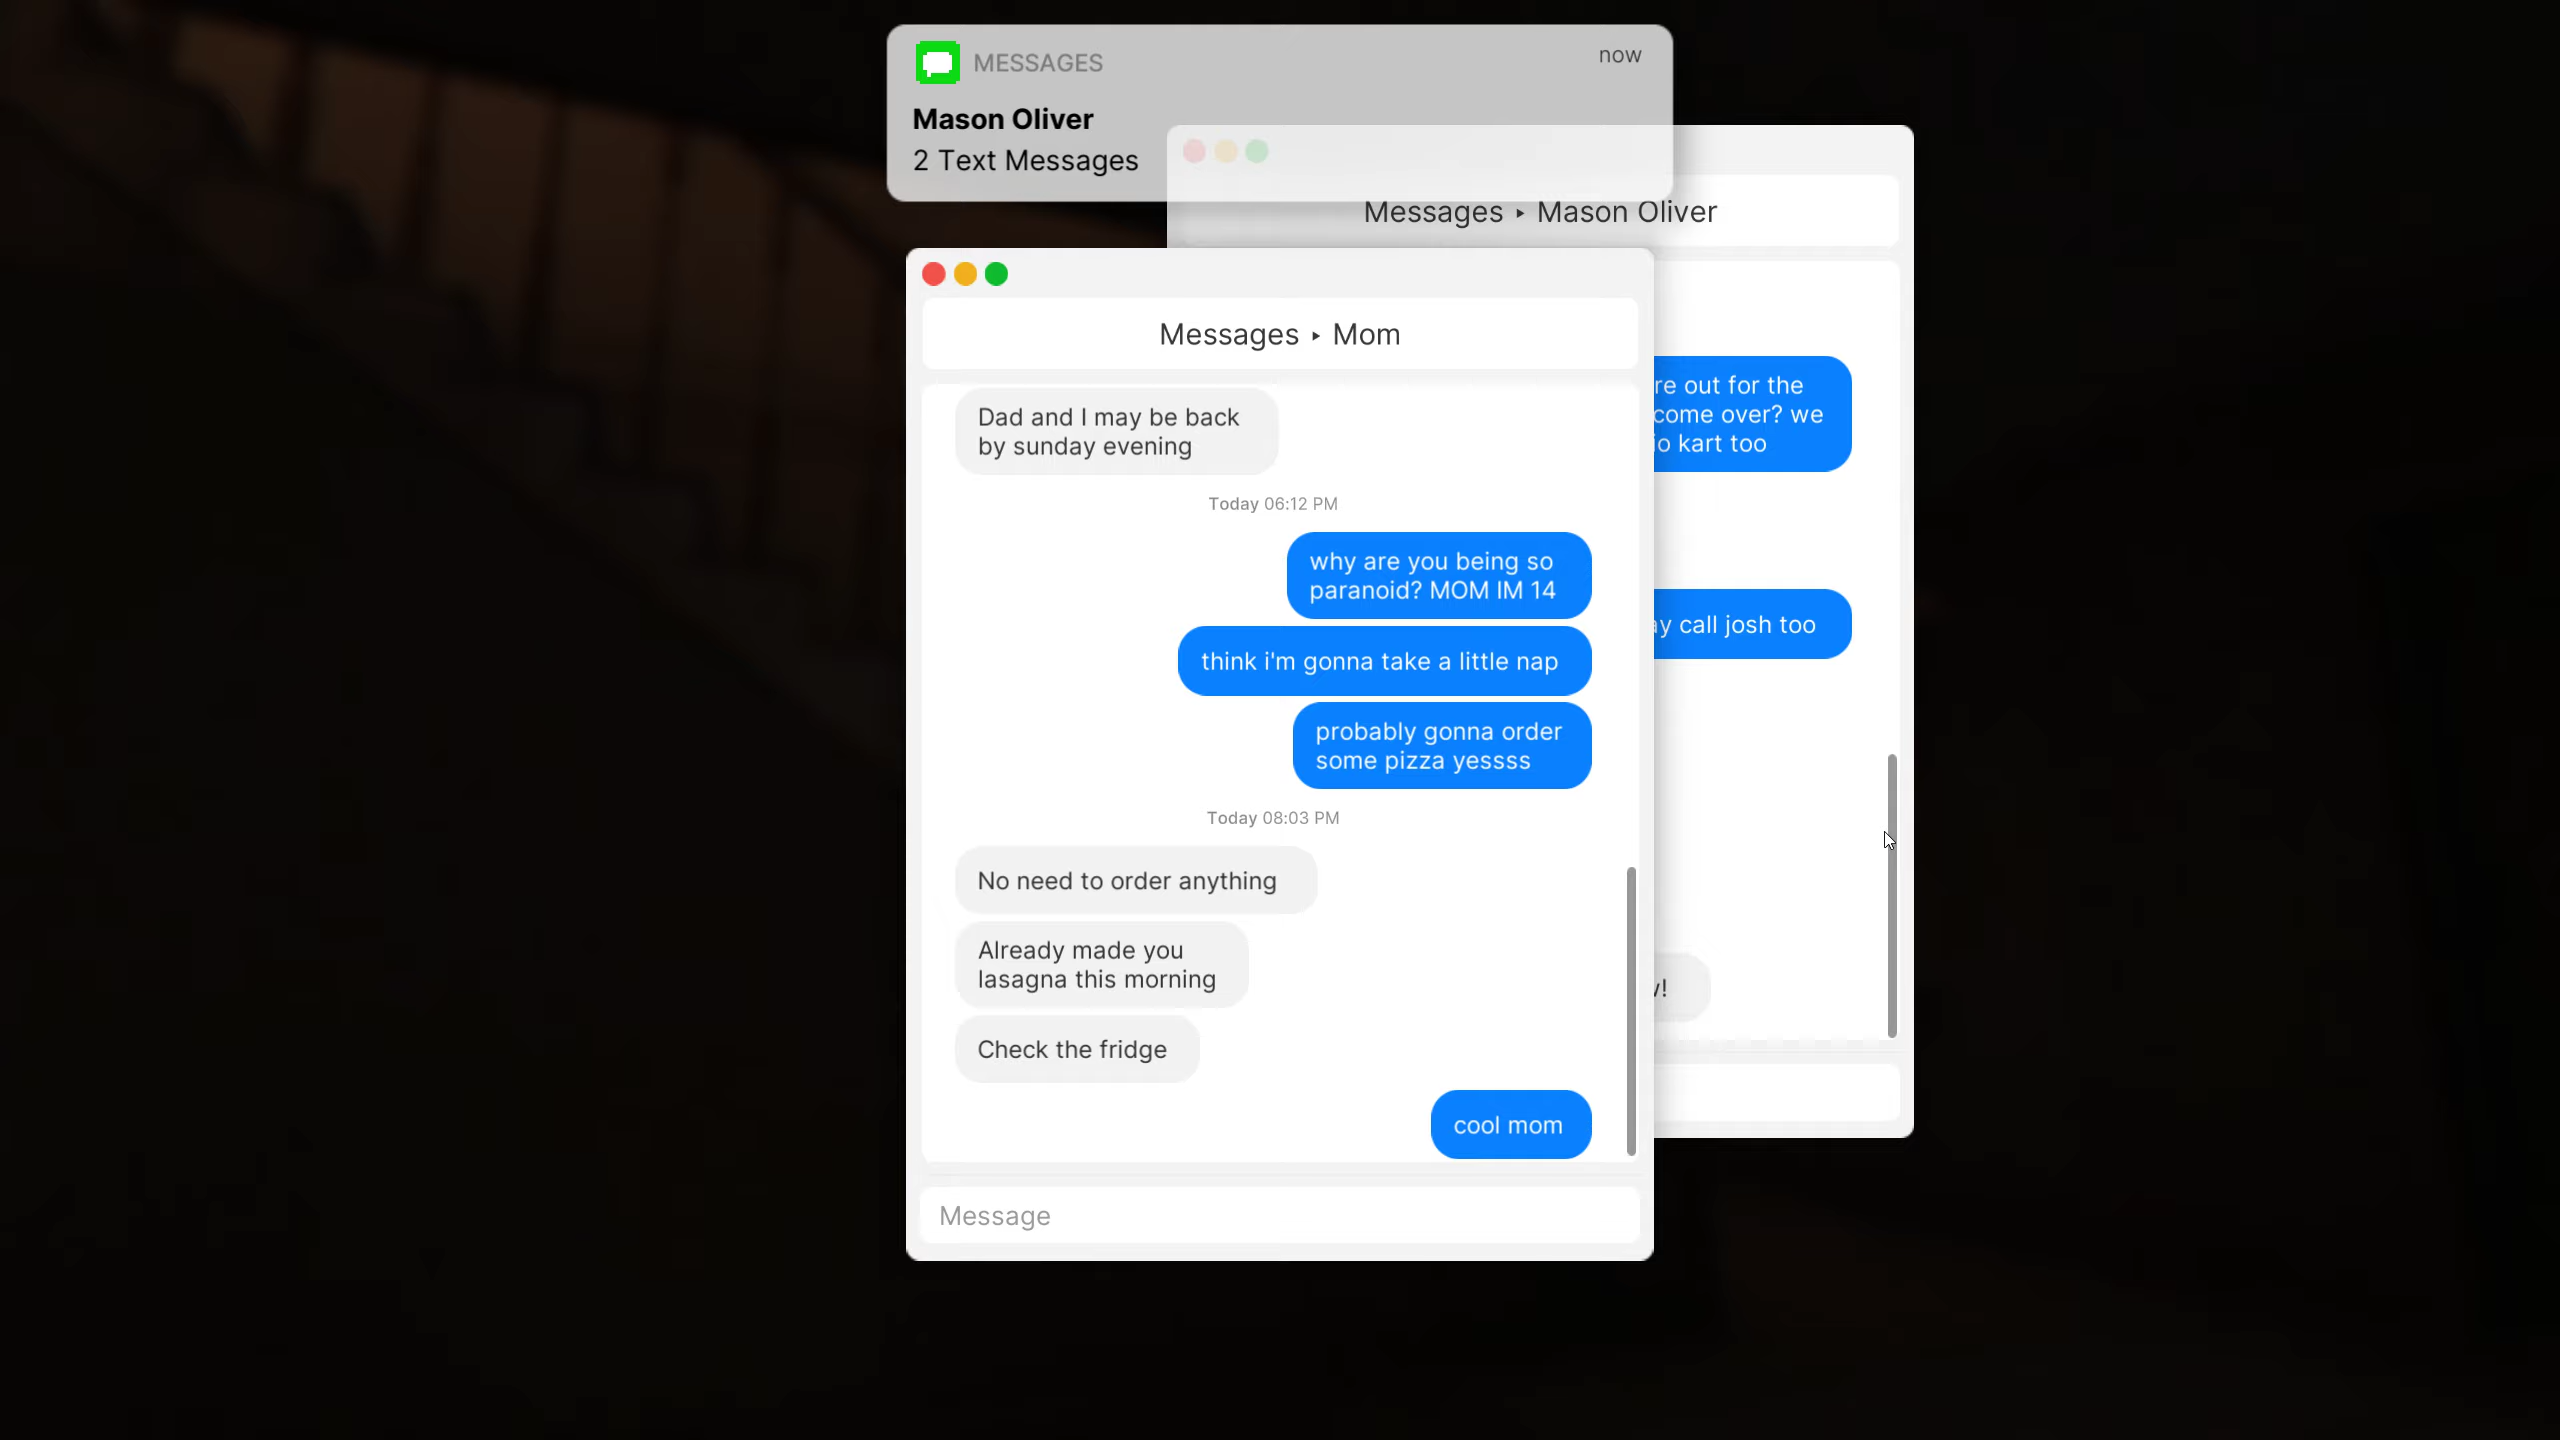 MESSAGES
now
Mason Oliver
2 Text Messages
Messages ▸ Mason Oliver
Messages ▸ Mom
Dad and I may be back
by sunday evening
Today 06:12 PM
why are you being so
paranoid? MOM IM 14
think i'm gonna take a little nap
probably gonna order
some pizza yessss
Today 08:03 PM
No need to order anything
Already made you
lasagna this morning
Check the fridge
cool mom
Message
out for the
come over? we
kart too
call josh too